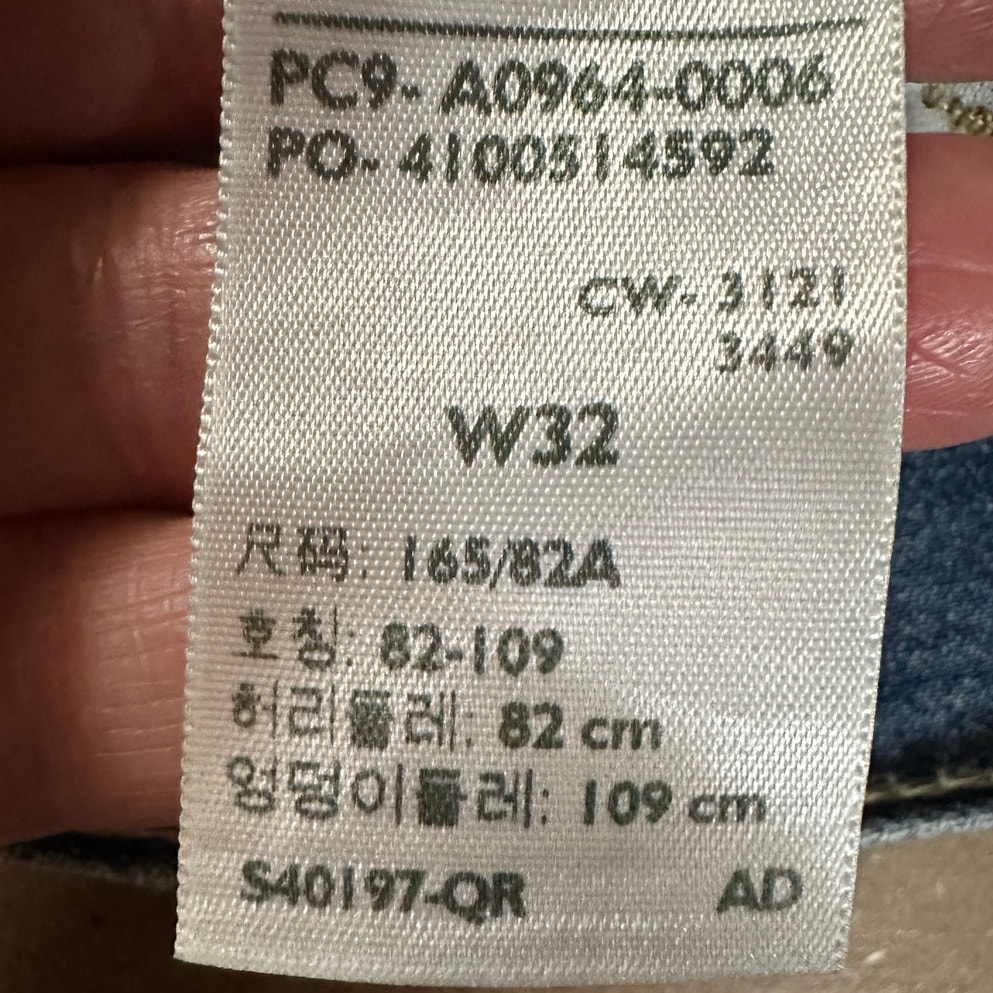 PC9- A0964-0006
PO- 4100514592
CW- 3121
3449
W32
尺码: 165/82A
호칭: 82-109
허리둘레: 82 cm
엉덩이둘레: 109 cm
S40197-QR AD